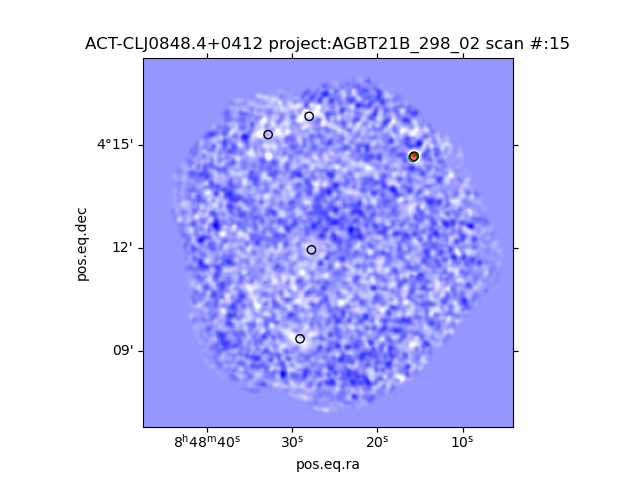 ACT-CLJ0848.4+0412 project:AGBT21B_298_02 scan #:15
4°15'
12'
09'
pos.eq.dec
8ʰ48ᵐ40ˢ 30ˢ 20ˢ 10ˢ
pos.eq.ra